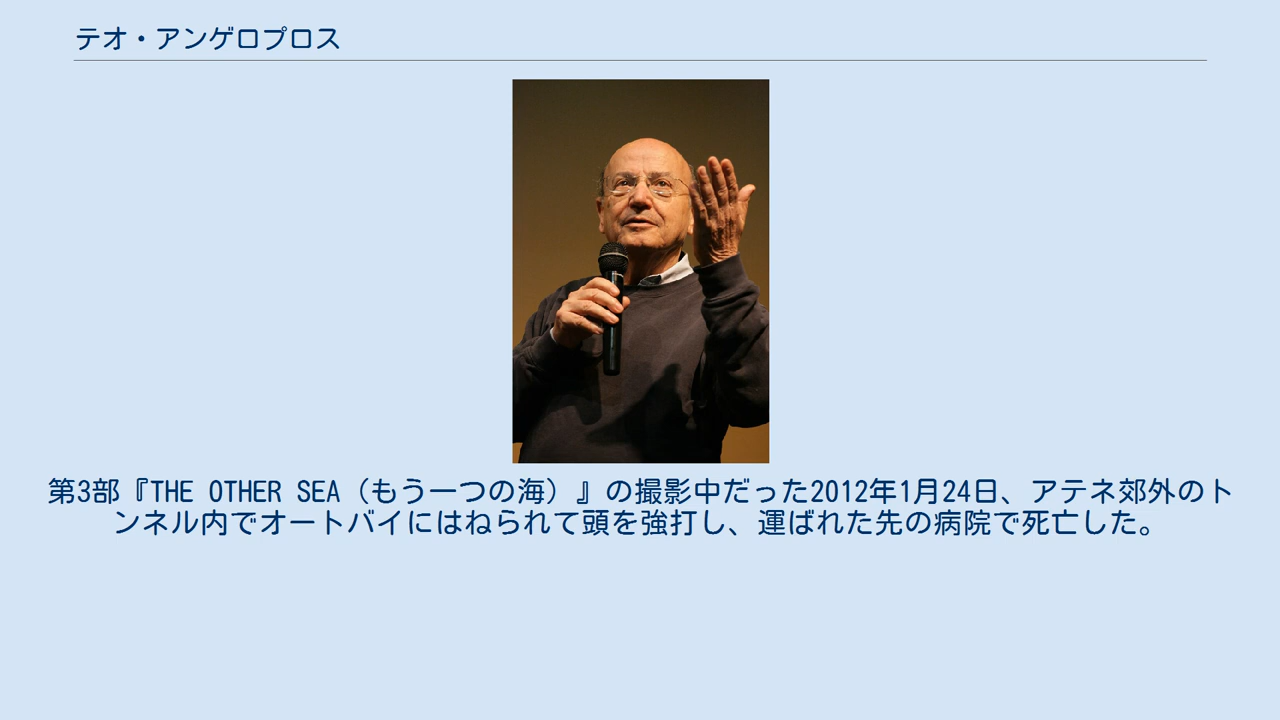 テオ・アンゲロプロス
第3部『THE OTHER SEA（もう一つの海）』の撮影中だった2012年1月24日、アテネ郊外のト
ンネル内でオートバイにはねられて頭を強打し、運ばれた先の病院で死亡した。